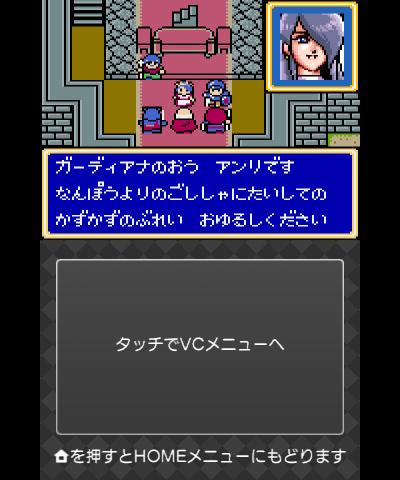 ガーディアナのおう　アンリです
なんぽうよりのごししゃにたいしての
かずかずのぶれい　おゆるしください
タッチでVCメニューへ
を押すとHOMEメニューにもどります